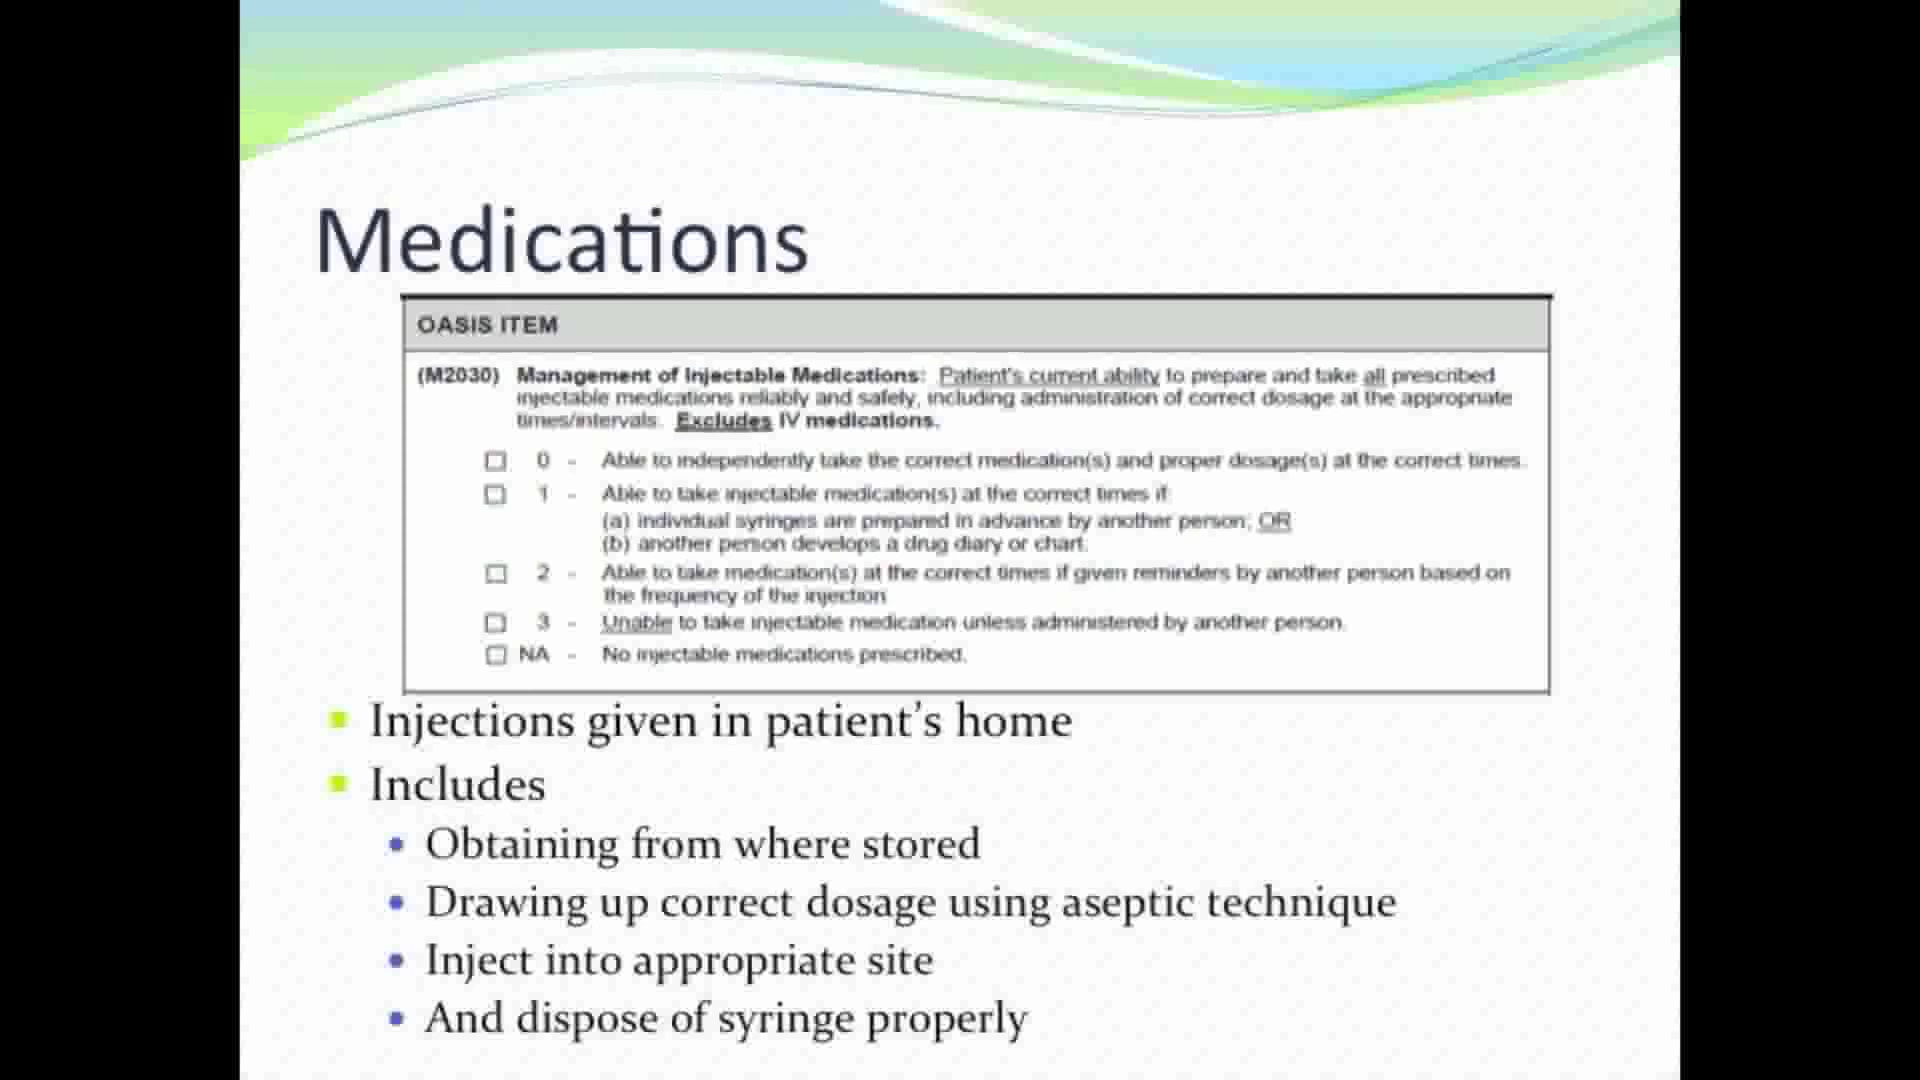 Medications
OASIS ITEM
(M2030) Management of Injectable Medications: Patient's current ability to prepare and take all prescribed
injectable medications reliably and safely, including administration of correct dosage at the appropriate
times/intervals. Excludes IV medications.
0 - Able to independently take the correct medication(s) and proper dosage(s) at the correct times.
1 - Able to take injectable medication(s) at the correct times if:
(a) individual syringes are prepared in advance by another person; OR
(b) another person develops a drug diary or chart.
2 - Able to take medication(s) at the correct times if given reminders by another person based on
the frequency of the injection
3 - Unable to take injectable medication unless administered by another person.
NA - No injectable medications prescribed.
Injections given in patient’s home
Includes
Obtaining from where stored
Drawing up correct dosage using aseptic technique
Inject into appropriate site
And dispose of syringe properly